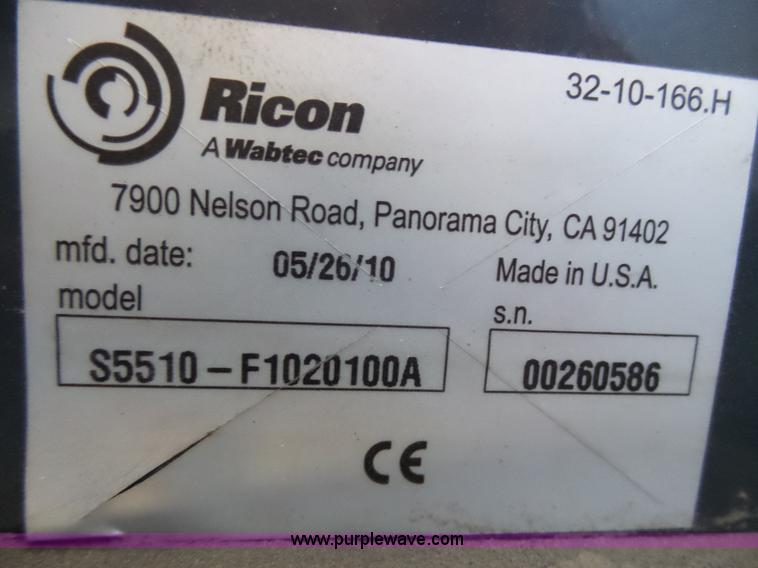 Ricon
32-10-166.H
A Wabtec company
7900 Nelson Road, Panorama City, CA 91402
mfd. date: 05/26/10 Made in U.S.A.
model s.n.
S5510-F1020100A 00260586
CE
www.purplewave.com